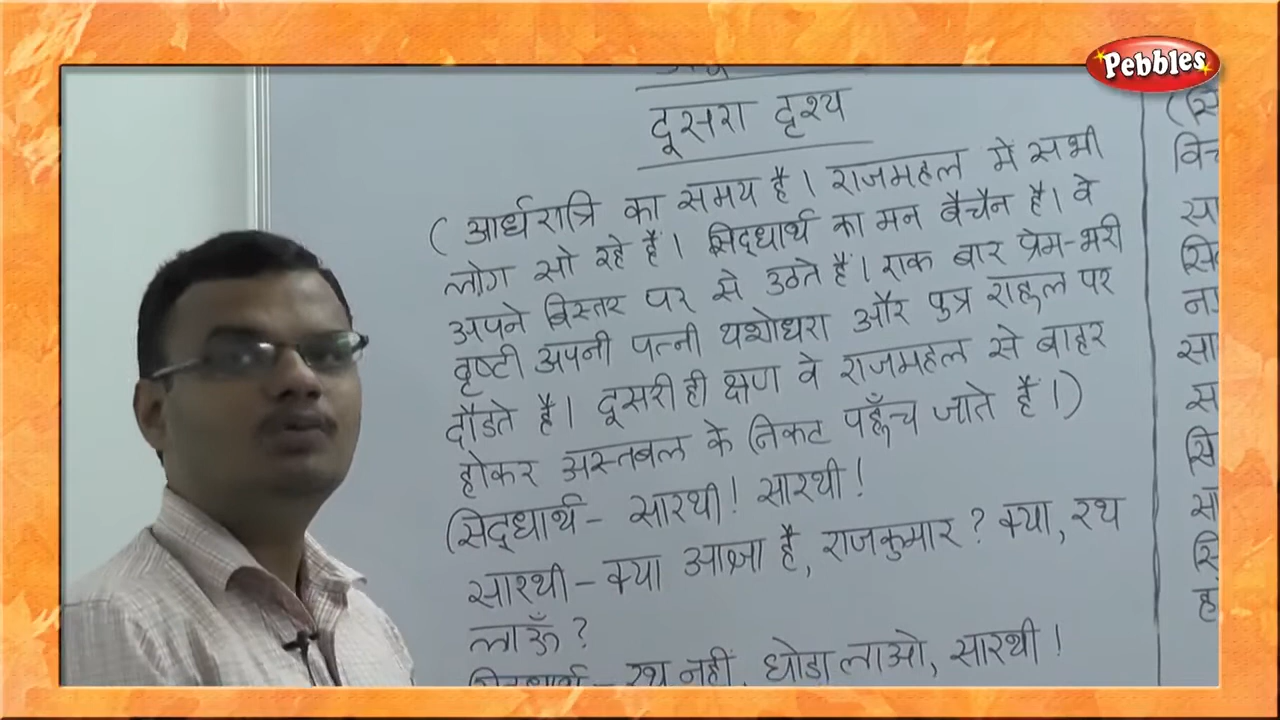 Pebbles
दूसरा दृश्य
( आर्धरात्रि का समय है। राजमहल में सभी
लोग सो रहे हैं। सिद्धार्थ का मन बैचैन है। वे
अपने बिस्तर पर से उठते हैं। एक बार प्रेम-भरी
दृष्टी अपनी पत्नी यशोधरा और पुत्र राहूल पर
दौडते है। दूसरी ही क्षण वे राजमहल से बाहर
होकर अस्तबल के निकट पहूँच जाते हैं।)
सिद्धार्थ - सारथी! सारथी!
सारथी - क्या आज्ञा है, राजकुमार? क्या, रथ
लाऊँ?
सिद्धार्थ - रथ नहीं, घोडा लाओ, सारथी!